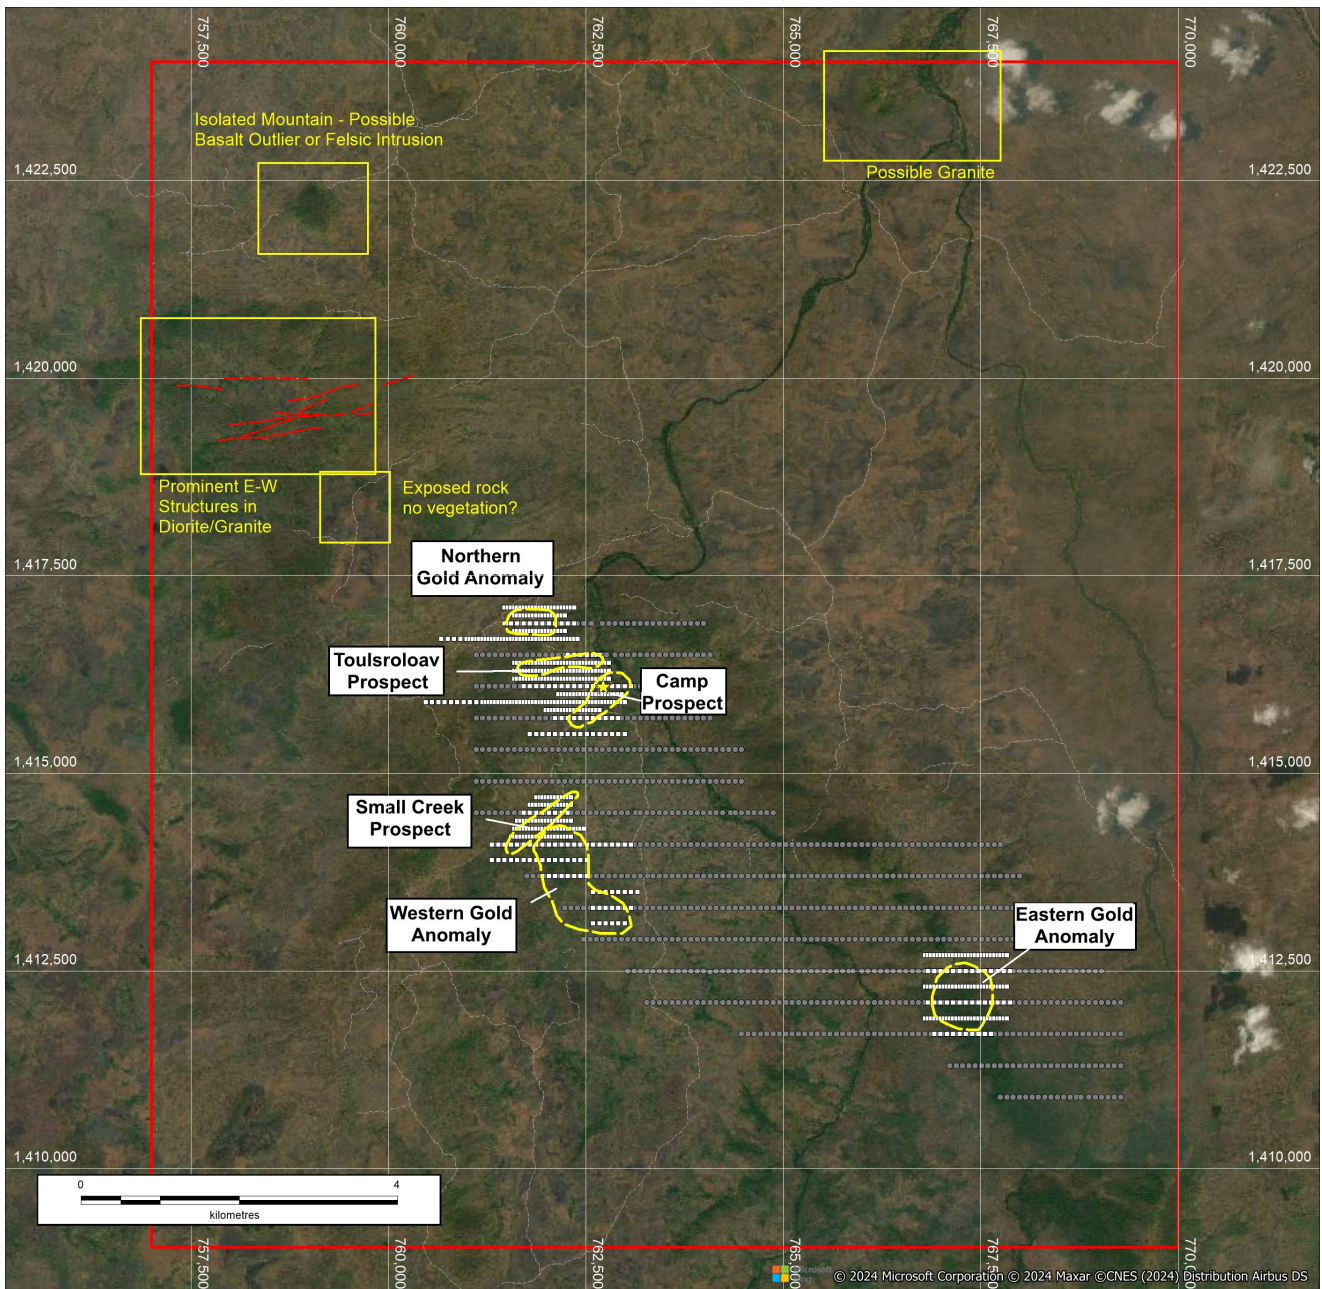 757,500
760,000
762,500
765,000
767,500
770,000
Isolated Mountain - Possible
Basalt Outlier or Felsic Intrusion
1,422,500
Possible Granite
1,422,500
1,420,000
1,420,000
Prominent E-W
Structures in
Diorite/Granite
Exposed rock
no vegetation?
Northern
Gold Anomaly
1,417,500
1,417,500
Toulsroloav
Prospect
Camp
Prospect
1,415,000
1,415,000
Small Creek
Prospect
Western Gold
Anomaly
Eastern Gold
Anomaly
1,412,500
1,412,500
1,410,000
1,410,000
0 4
kilometres
757,500
760,000
762,500
Microsoft
© 2024 Microsoft Corporation © 2024 Maxar ©CNES (2024) Distribution Airbus DS